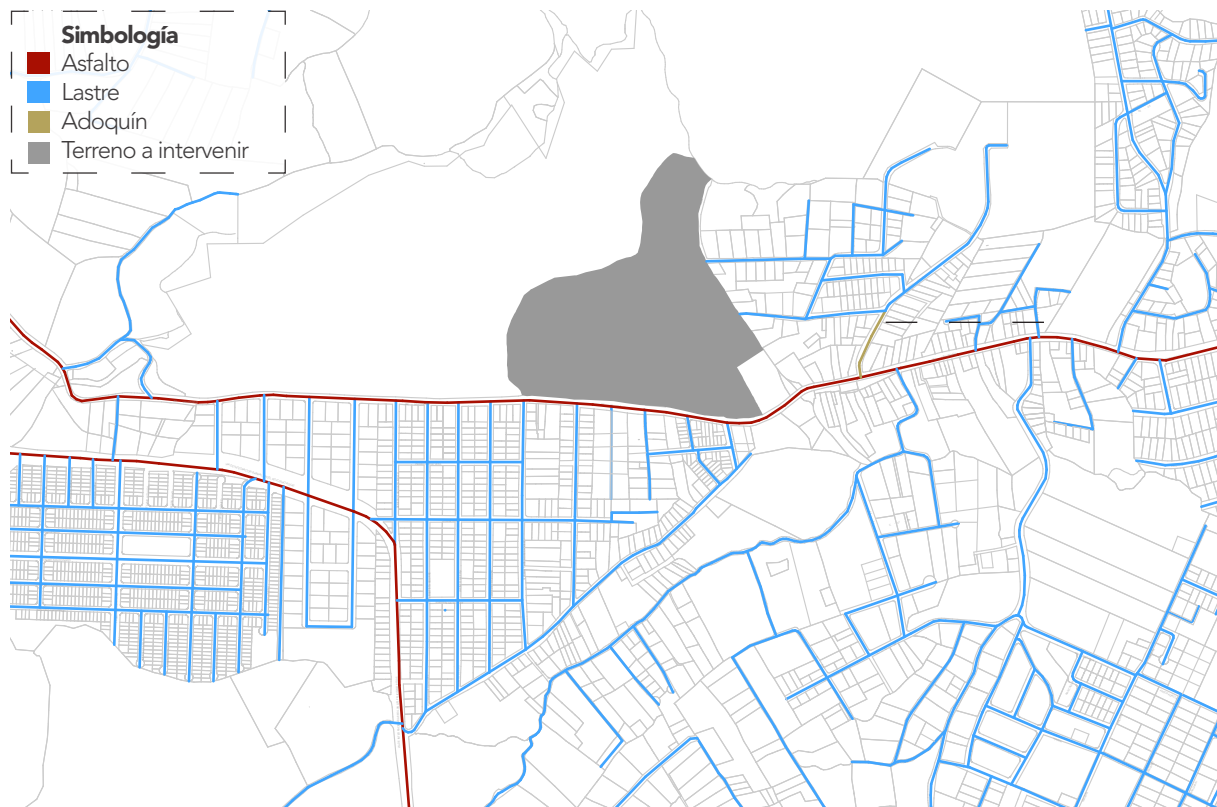 Simbología
Asfalto
Lastre
Adoquín
Terreno a intervenir